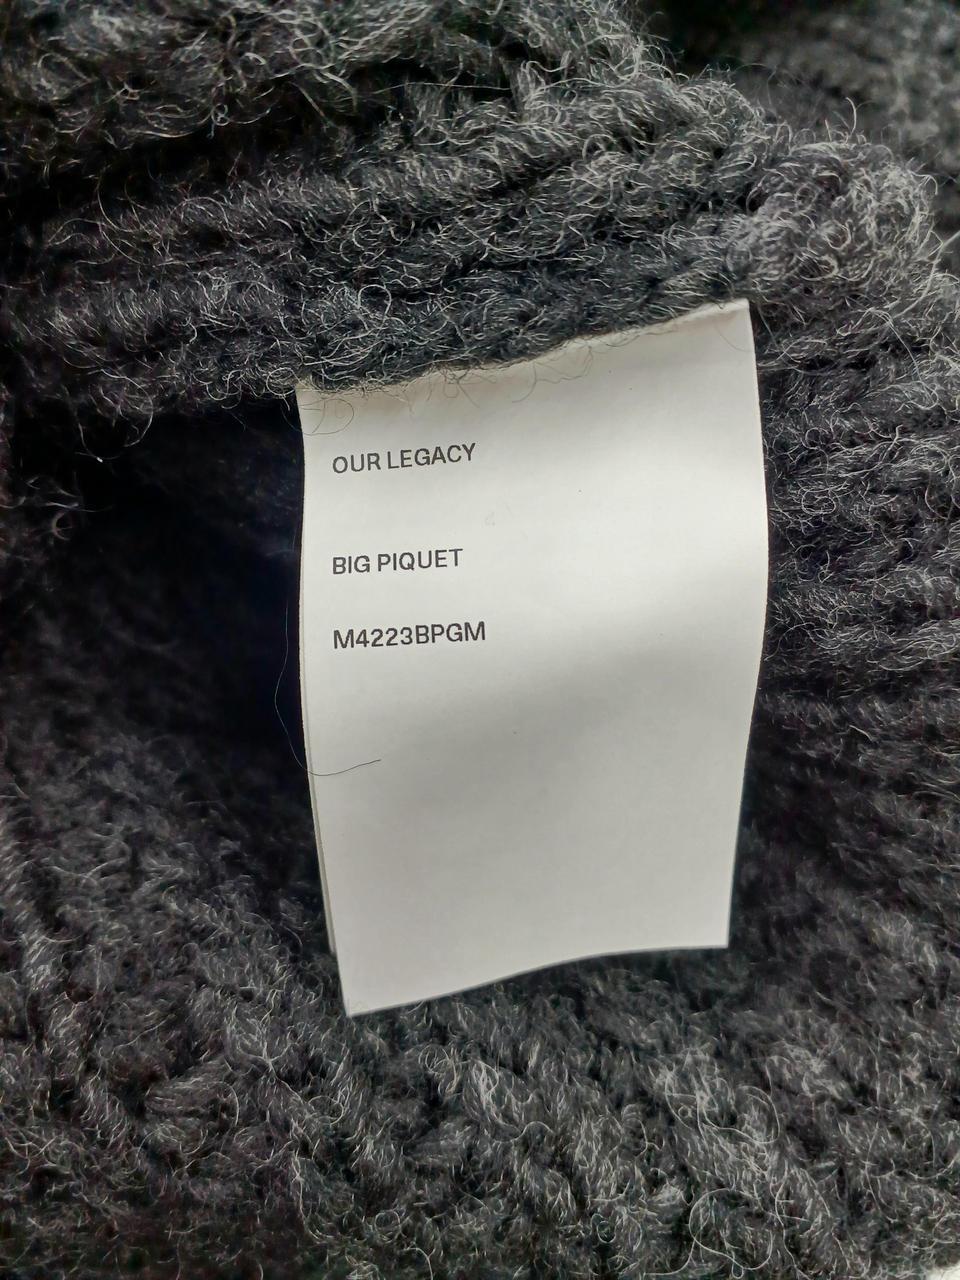 OUR LEGACY
BIG PIQUET
M4223BPGM